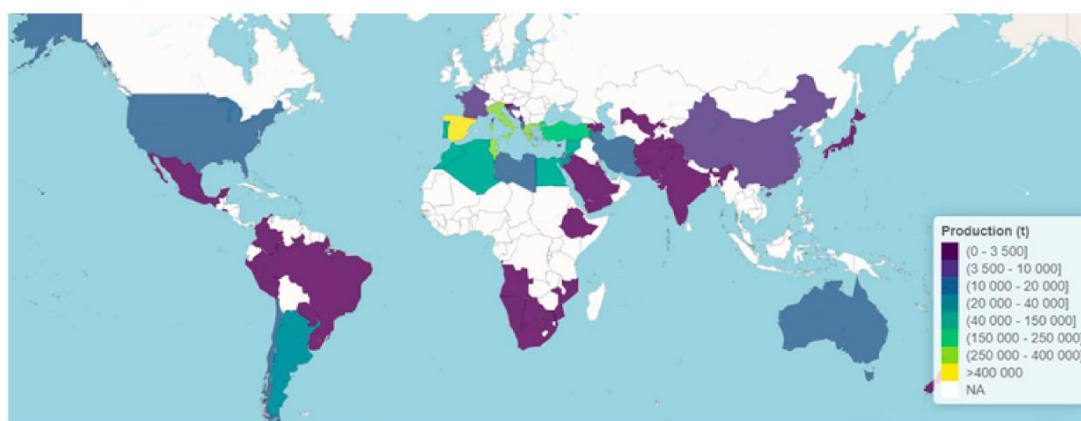 Production (t)
(0 - 3 500]
(3 500 - 10 000]
(10 000 - 20 000]
(20 000 - 40 000]
(40 000 - 150 000]
(150 000 - 250 000]
(250 000 - 400 000]
>400 000
NA